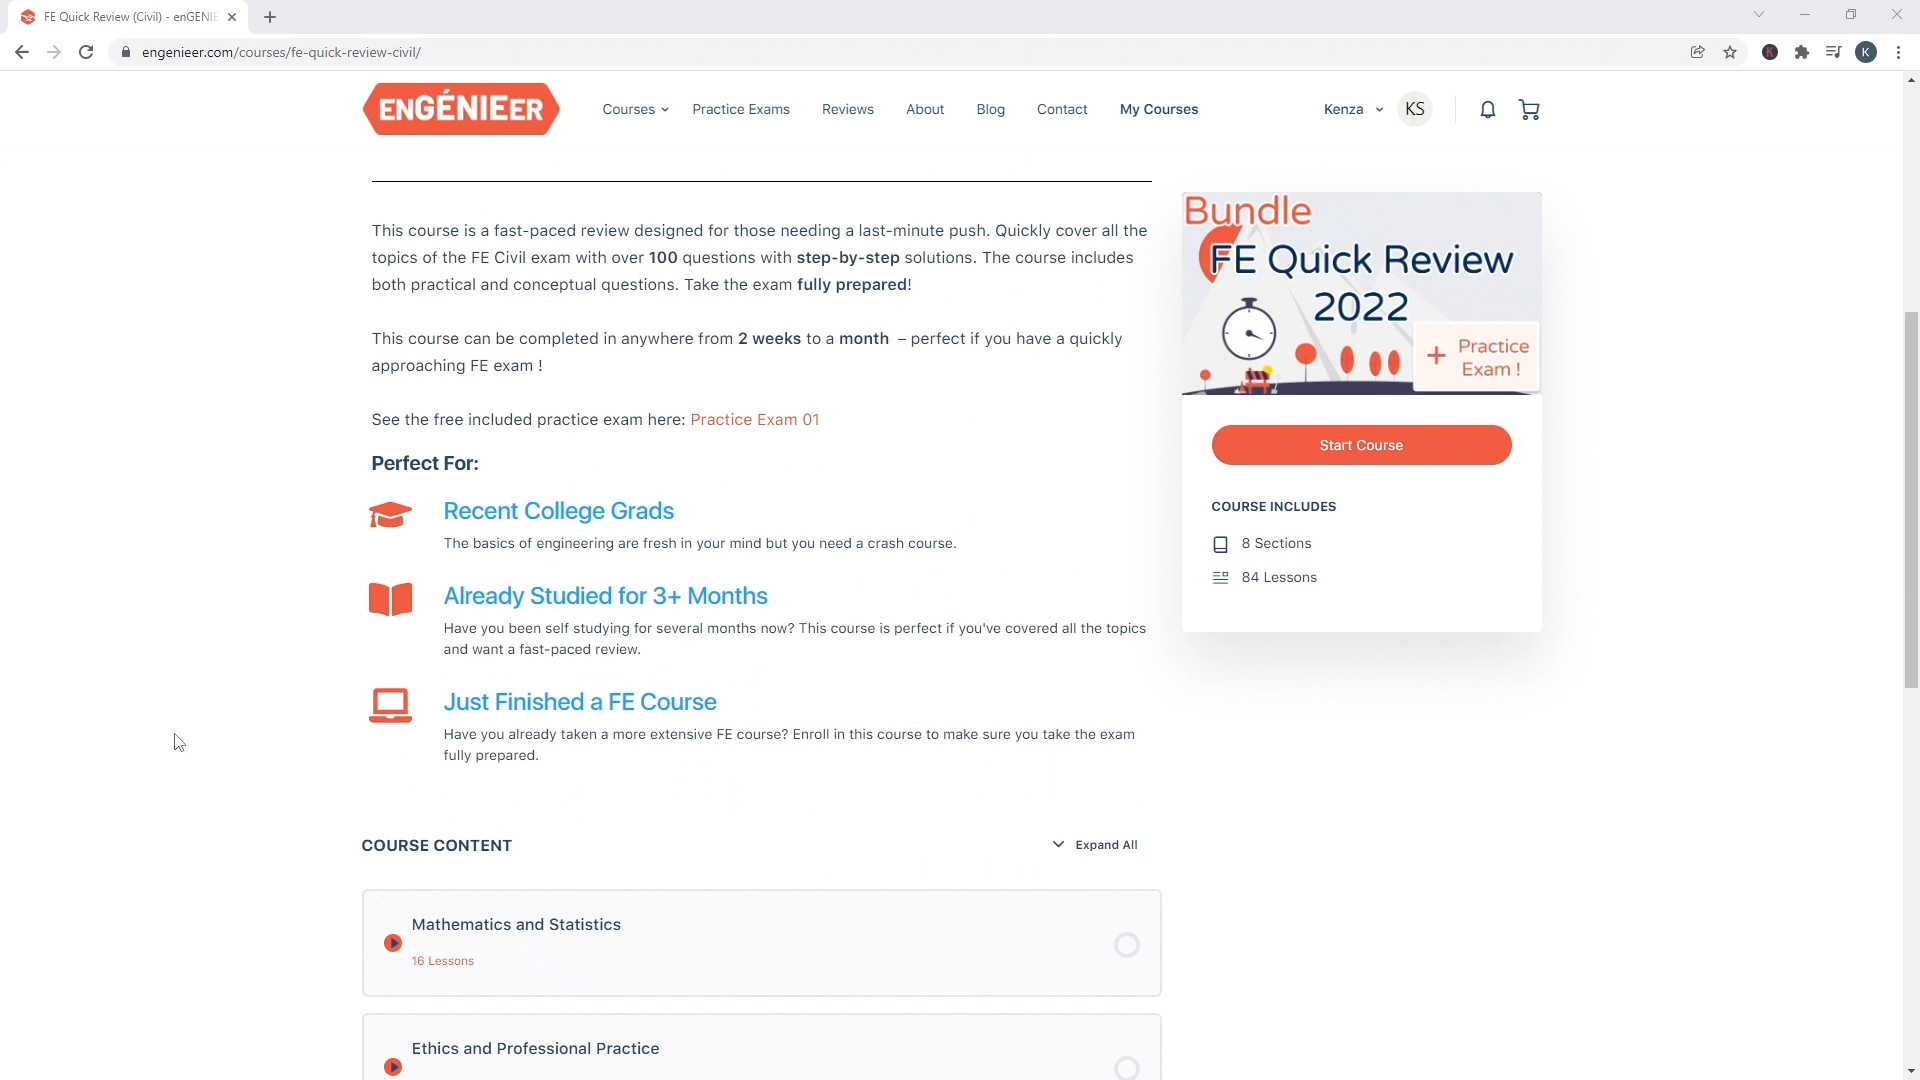 FE Quick Review (Civil) - enGENIE
engenieer.com/courses/fe-quick-review-civil/
K
K
ENGÉNIEER
Courses
Practice Exams
Reviews
About
Blog
Contact
My Courses
Kenza
KS
This course is a fast-paced review designed for those needing a last-minute push. Quickly cover all the
topics of the FE Civil exam with over 100 questions with step-by-step solutions. The course includes
both practical and conceptual questions. Take the exam fully prepared!
This course can be completed in anywhere from 2 weeks to a month – perfect if you have a quickly
approaching FE exam !
See the free included practice exam here: Practice Exam 01
Perfect For:
Recent College Grads
The basics of engineering are fresh in your mind but you need a crash course.
Already Studied for 3+ Months
Have you been self studying for several months now? This course is perfect if you've covered all the topics
and want a fast-paced review.
Just Finished a FE Course
Have you already taken a more extensive FE course? Enroll in this course to make sure you take the exam
fully prepared.
Bundle
FE Quick Review
2022
+ Practice
Exam !
Start Course
COURSE INCLUDES
8 Sections
84 Lessons
COURSE CONTENT
Expand All
Mathematics and Statistics
16 Lessons
Ethics and Professional Practice